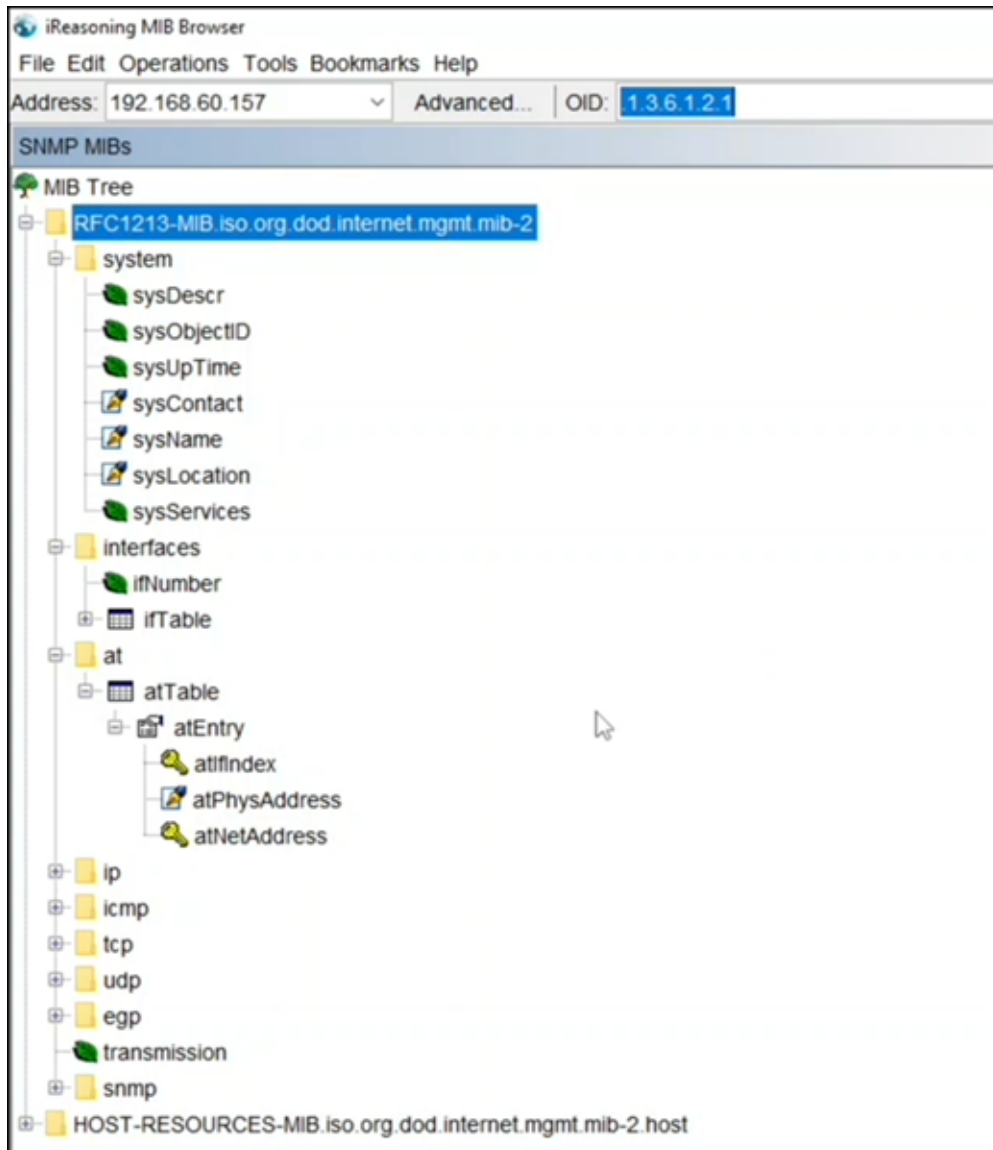 iReasoning MIB Browser
File Edit Operations Tools Bookmarks Help
Address: 192.168.60.157 Advanced... OID: .1.3.6.1.2.1
SNMP MIBs
MIB Tree
RFC1213-MIB.iso.org.dod.internet.mgmt.mib-2
system
sysDescr
sysObjectID
sysUpTime
sysContact
sysName
sysLocation
sysServices
interfaces
ifNumber
ifTable
at
atTable
atEntry
atIfIndex
atPhysAddress
atNetAddress
ip
icmp
tcp
udp
egp
transmission
snmp
HOST-RESOURCES-MIB.iso.org.dod.internet.mgmt.mib-2.host